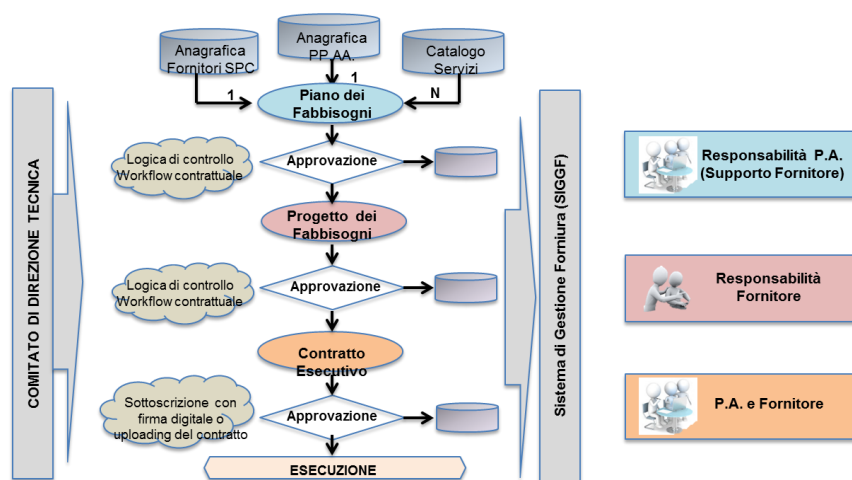 Anagrafica
Fornitori SPC
Anagrafica
PP.AA.
Catalogo
Servizi
1
1
N
Piano dei
Fabbisogni
Logica di controllo
Workflow contrattuale
Approvazione
Progetto dei
Fabbisogni
Logica di controllo
Workflow contrattuale
Approvazione
Contratto
Esecutivo
Sottoscrizione con
firma digitale o
uploading del contratto
Approvazione
ESECUZIONE
COMITATO DI DIREZIONE TECNICA
Sistema di Gestione Forniura (SIGGF)
Responsabilità P.A.
(Supporto Fornitore)
Responsabilità
Fornitore
P.A. e Fornitore